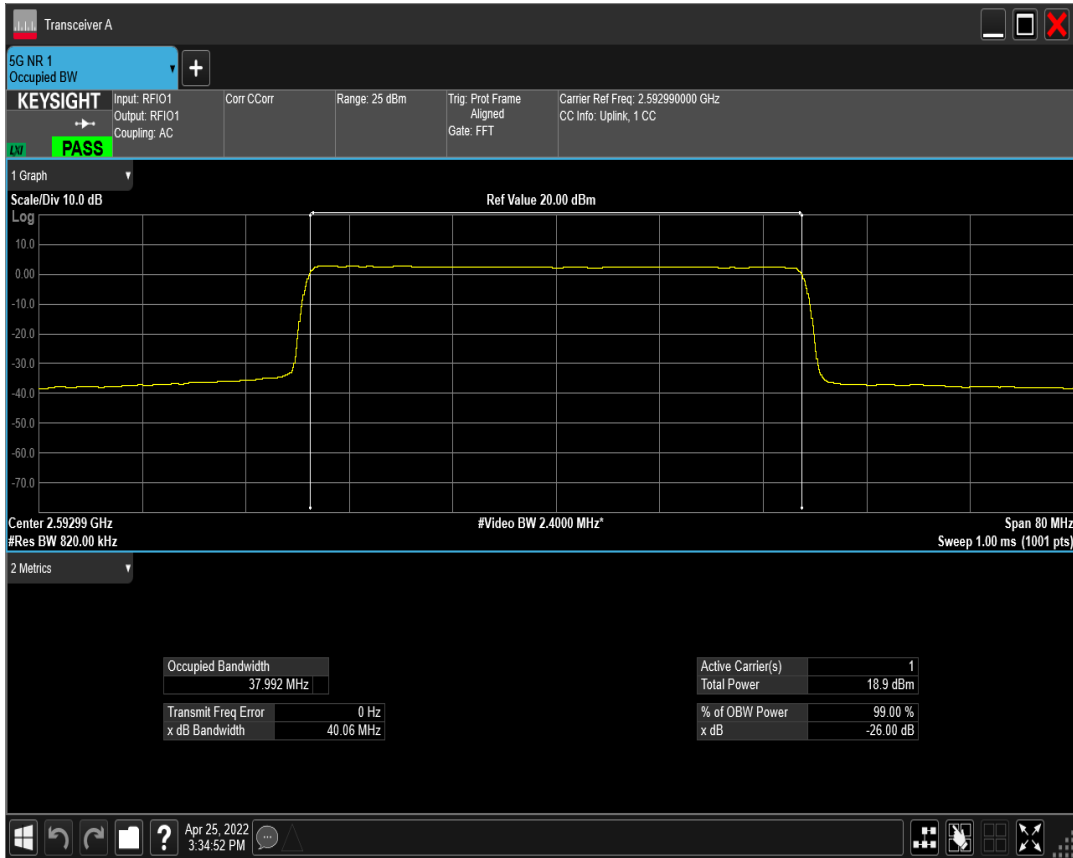 Transceiver A
5G NR 1
Occupied BW
KEYSIGHT
LXI
PASS
Input: RFIO1
Output: RFIO1
Coupling: AC
Corr CCorr
Range: 25 dBm
Trig: Prot Frame
Aligned
Gate: FFT
Carrier Ref Freq: 2.592990000 GHz
CC Info: Uplink, 1 CC
1 Graph
Scale/Div 10.0 dB
Ref Value 20.00 dBm
Log
10.0
0.00
-10.0
-20.0
-30.0
-40.0
-50.0
-60.0
-70.0
Center 2.59299 GHz
#Video BW 2.4000 MHz*
Span 80 MHz
#Res BW 820.00 kHz
Sweep 1.00 ms (1001 pts)
2 Metrics
Occupied Bandwidth
37.992 MHz
Transmit Freq Error 0 Hz
x dB Bandwidth 40.06 MHz
Active Carrier(s) 1
Total Power 18.9 dBm
% of OBW Power 99.00 %
x dB -26.00 dB
?
Apr 25, 2022
3:34:52 PM